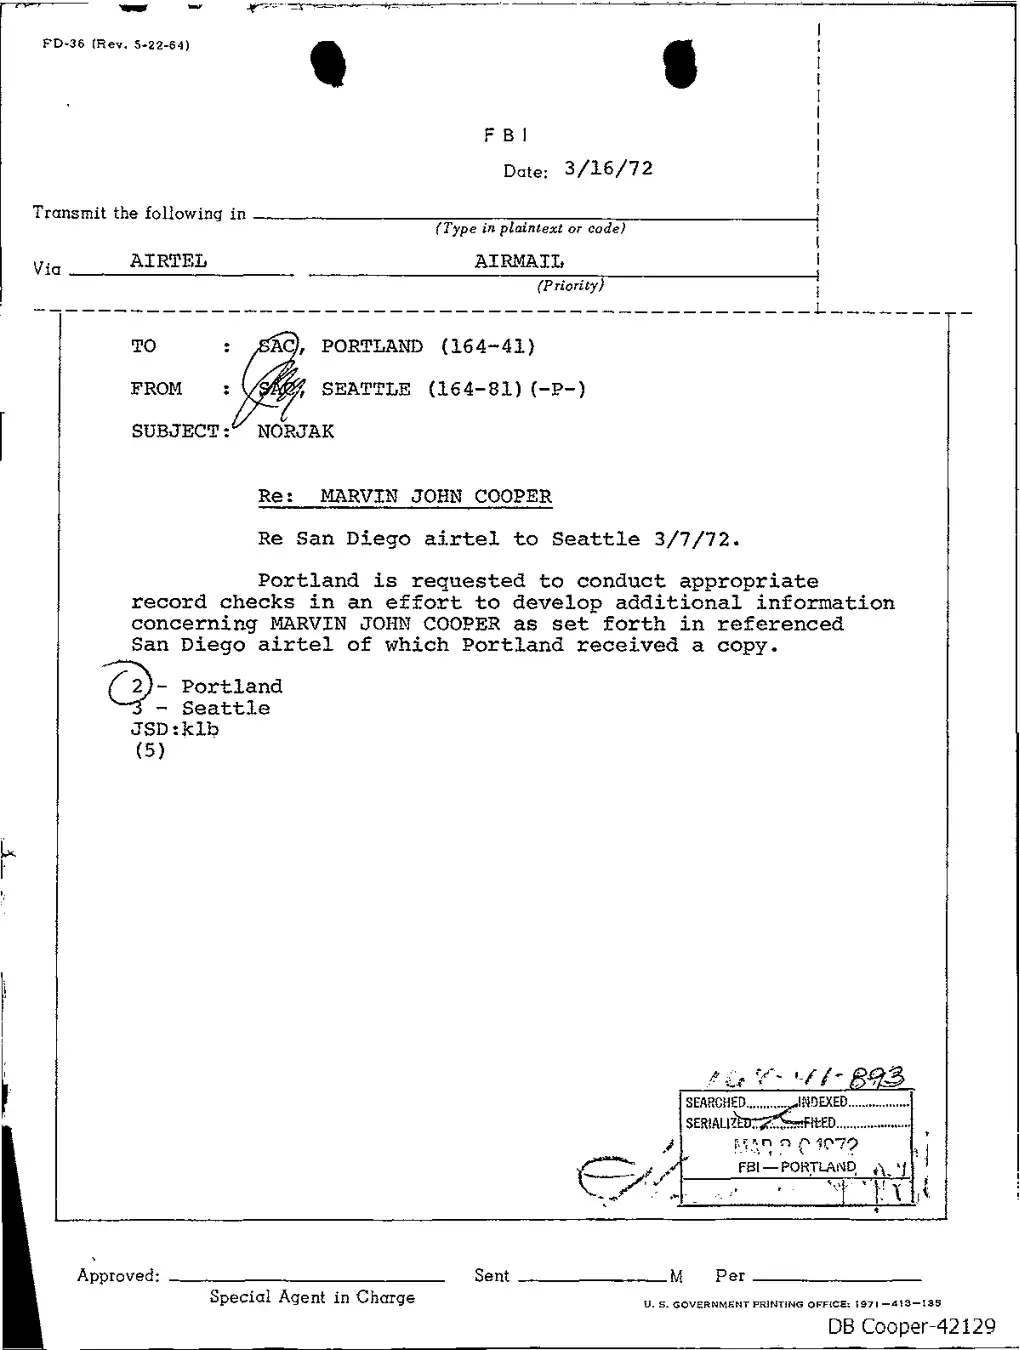 FD-36 (Rev. 5-22-64)
F B I
Date: 3/16/72
Transmit the following in
(Type in plaintext or code)
Via AIRTEL AIRMAIL
(Priority)
TO : SAC, PORTLAND (164-41)
FROM : SAC, SEATTLE (164-81)(-P-)
SUBJECT: NORJAK
Re: MARVIN JOHN COOPER
Re San Diego airtel to Seattle 3/7/72.
Portland is requested to conduct appropriate
record checks in an effort to develop additional information
concerning MARVIN JOHN COOPER as set forth in referenced
San Diego airtel of which Portland received a copy.
2 - Portland
3 - Seattle
JSD:klb
(5)
164-41-893
SEARCHED INDEXED
SERIALIZED FILED
MAR 20 1972
FBI — PORTLAND
Approved: Sent M Per
Special Agent in Charge
U. S. GOVERNMENT PRINTING OFFICE: 1971 — 413 — 135
DB Cooper-42129